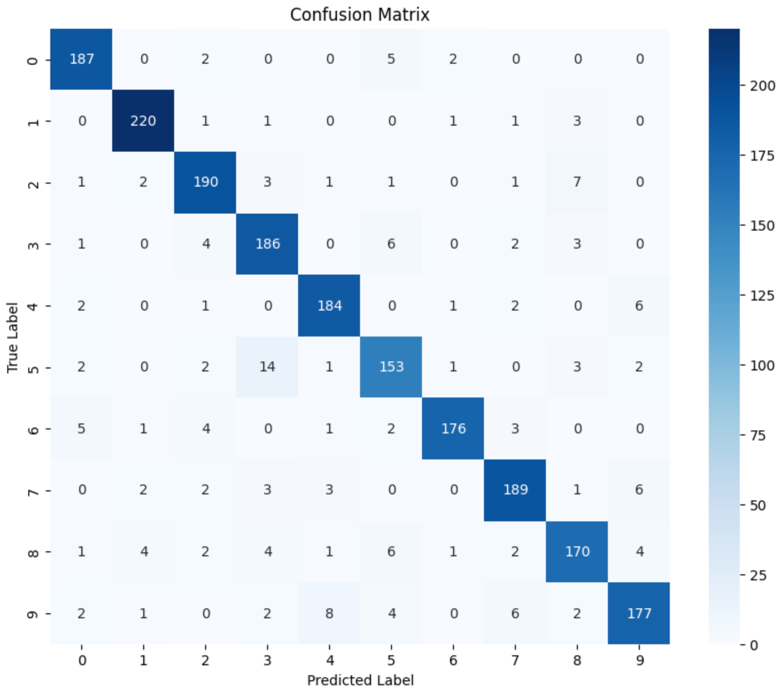 Confusion Matrix
0 187 0 2 0 0 5 2 0 0 0
1 0 220 1 1 0 0 1 1 3 0
2 1 2 190 3 1 1 0 1 7 0
3 1 0 4 186 0 6 0 2 3 0
4 2 0 1 0 184 0 1 2 0 6
5 2 0 2 14 1 153 1 0 3 2
6 5 1 4 0 1 2 176 3 0 0
7 0 2 2 3 3 0 0 189 1 6
8 1 4 2 4 1 6 1 2 170 4
9 2 1 0 2 8 4 0 6 2 177
0 1 2 3 4 5 6 7 8 9
Predicted Label
True Label
200
175
150
125
100
75
50
25
0